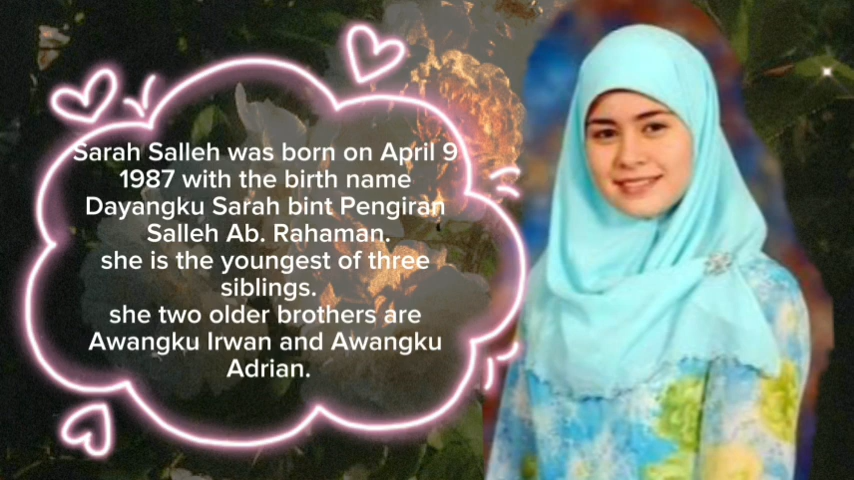 Sarah Salleh was born on April 9
1987 with the birth name
Dayangku Sarah bint Pengiran
Salleh Ab. Rahaman.
she is the youngest of three
siblings.
she two older brothers are
Awangku Irwan and Awangku
Adrian.